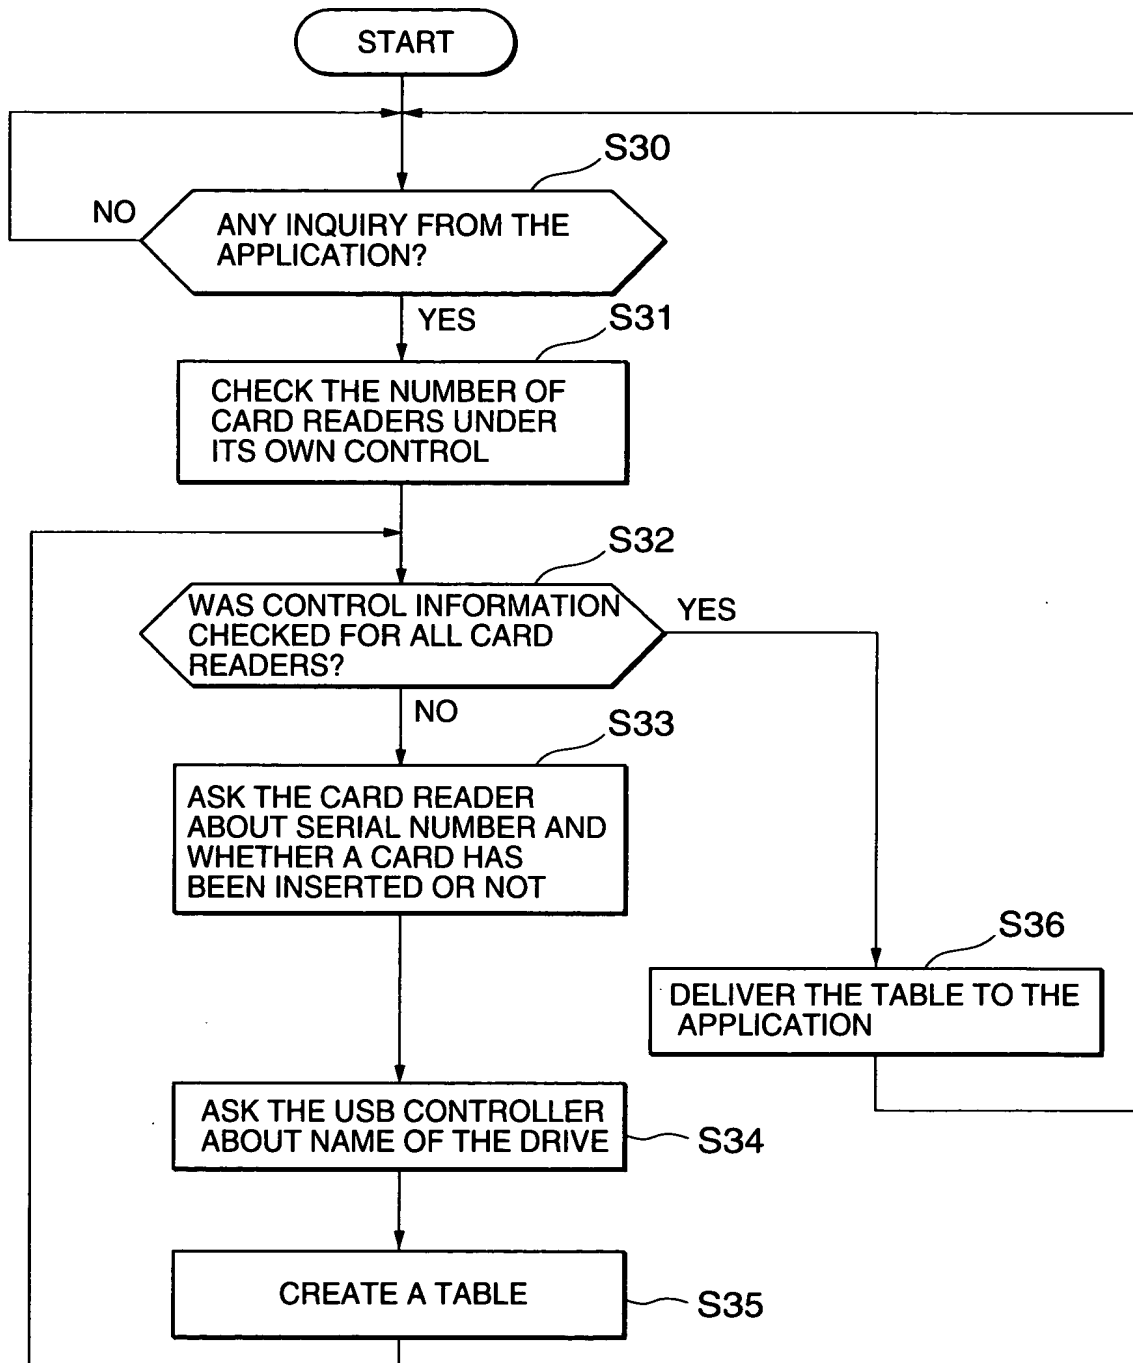 START
S30
NO
ANY INQUIRY FROM THE
APPLICATION?
YES
S31
CHECK THE NUMBER OF
CARD READERS UNDER
ITS OWN CONTROL
S32
WAS CONTROL INFORMATION
CHECKED FOR ALL CARD
READERS?
YES
NO
S33
ASK THE CARD READER
ABOUT SERIAL NUMBER AND
WHETHER A CARD HAS
BEEN INSERTED OR NOT
S36
DELIVER THE TABLE TO THE
APPLICATION
ASK THE USB CONTROLLER
ABOUT NAME OF THE DRIVE
S34
CREATE A TABLE
S35